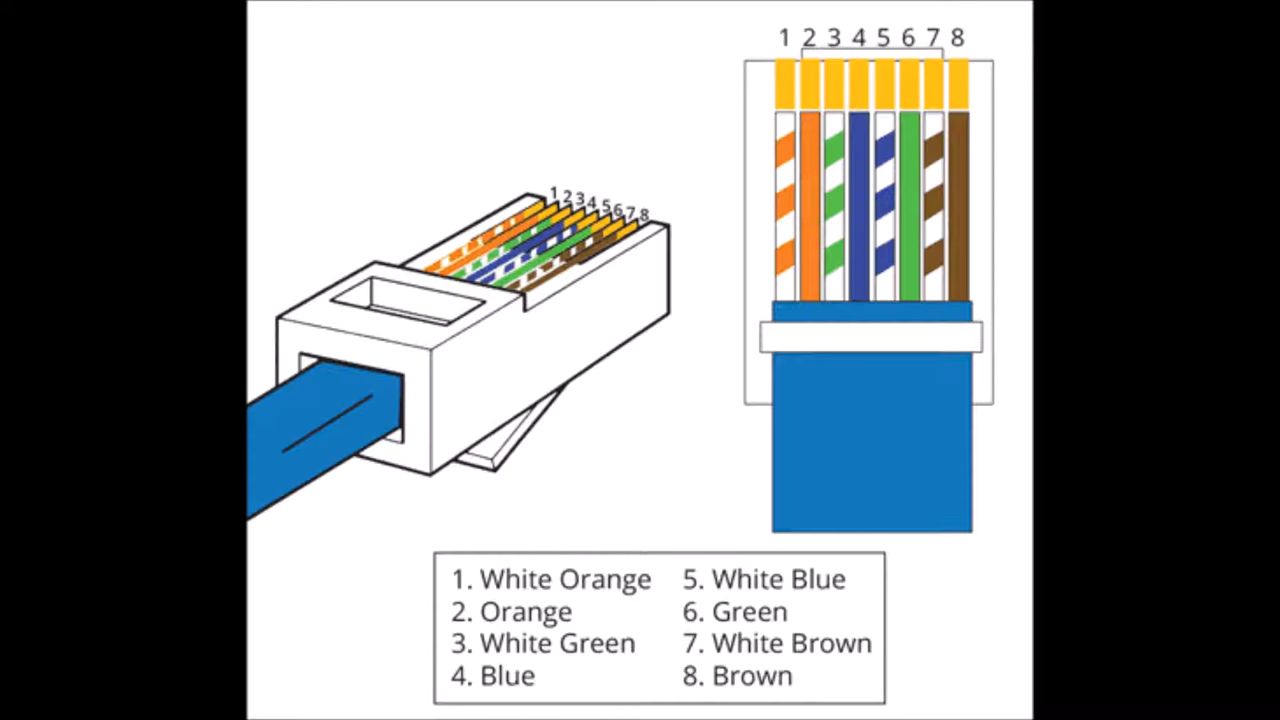 1 2 3 4 5 6 7 8
1 2 3 4 5 6 7 8
1. White Orange
2. Orange
3. White Green
4. Blue
5. White Blue
6. Green
7. White Brown
8. Brown